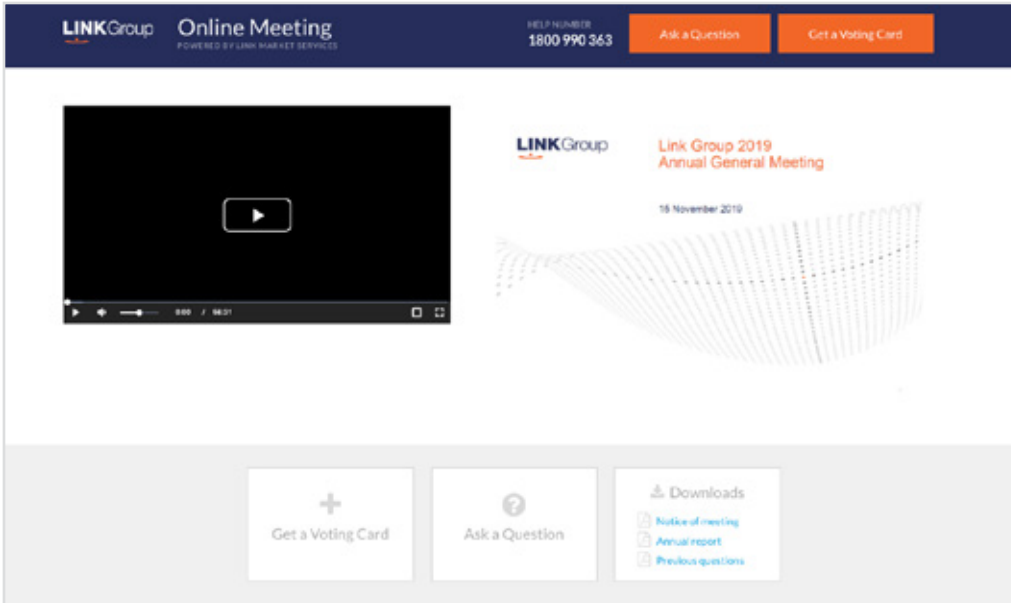 LINKGroup
Online Meeting
POWERED BY LINK MARKET SERVICES
HELP NUMBER
1800 990 363
Ask a Question
Get a Voting Card
LINKGroup
Link Group 2019
Annual General Meeting
15 November 2019
0:00 /
Get a Voting Card
Ask a Question
Downloads
Notice of meeting
Annual report
Previous questions